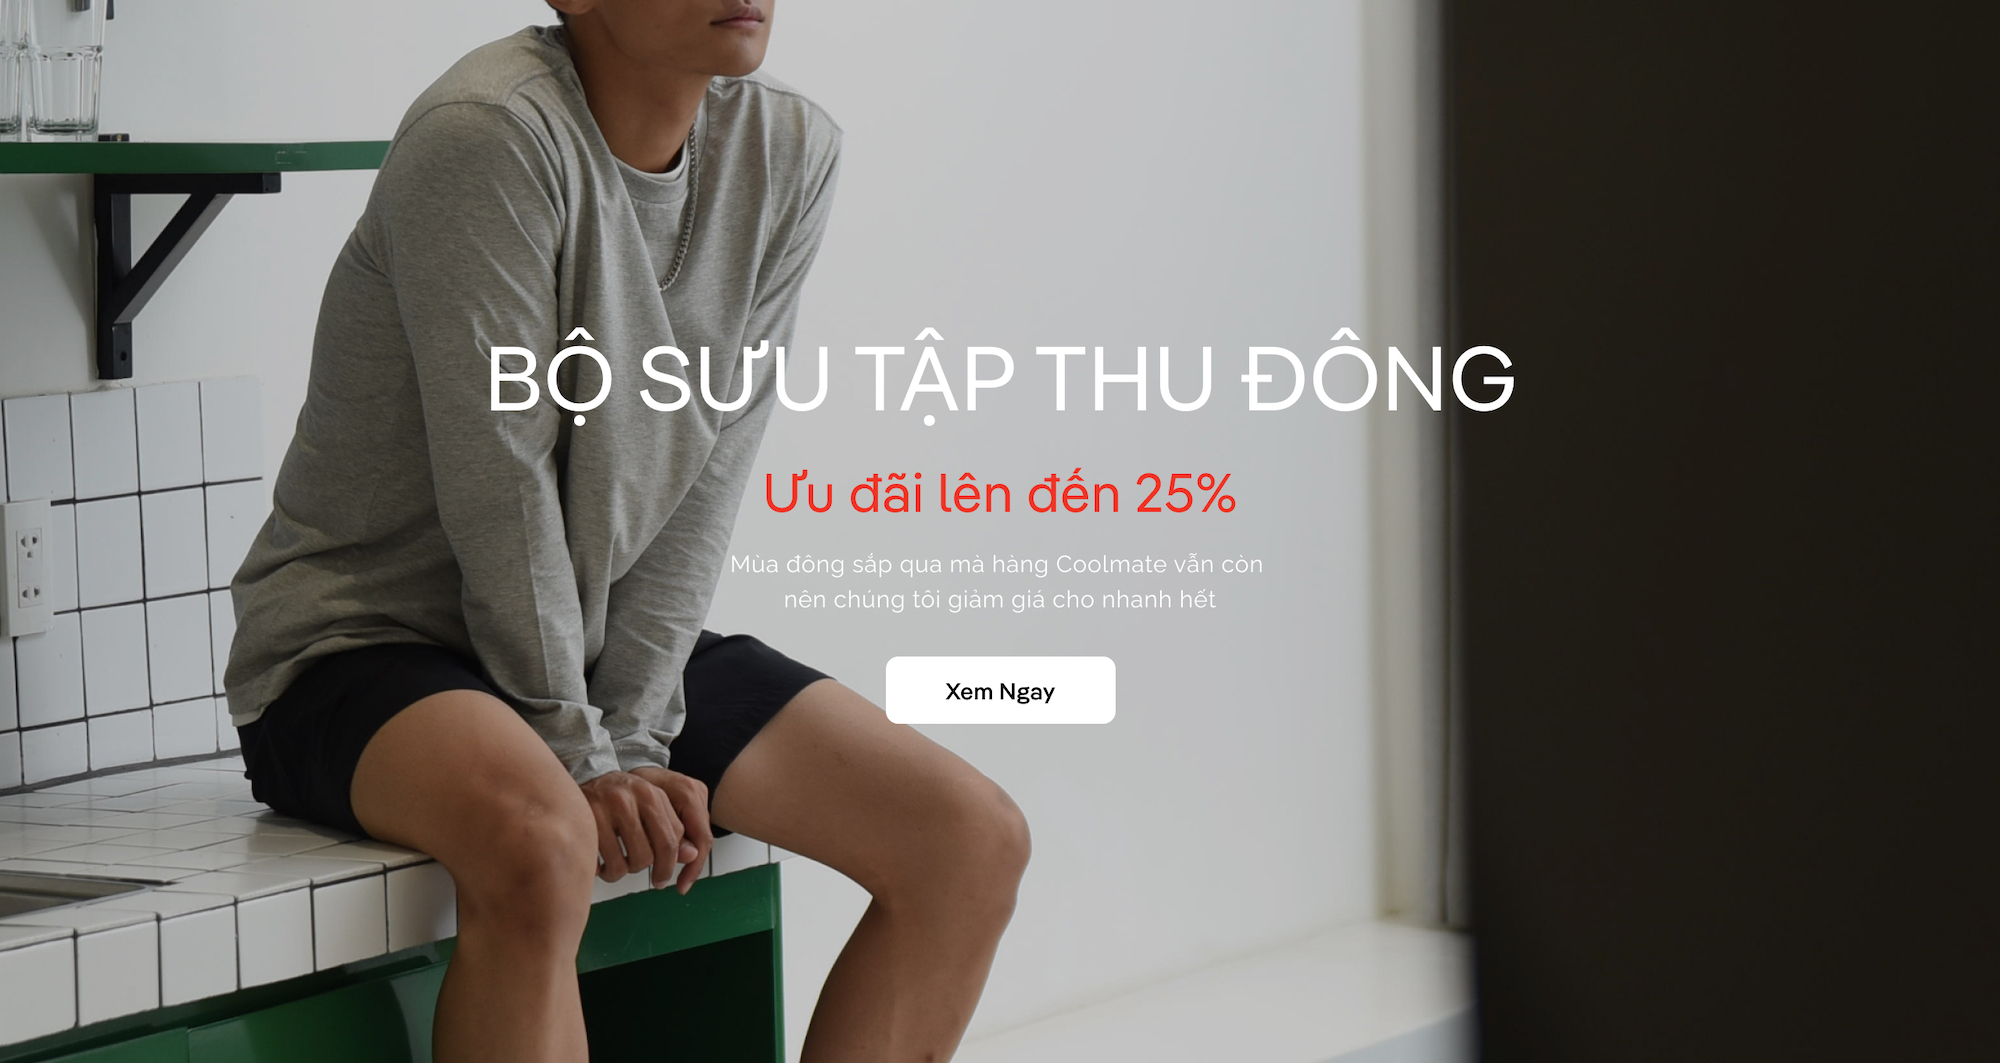 BỘ SƯU TẬP THU ĐÔNG
Ưu đãi lên đến 25%
Mùa đông sắp qua mà hàng Coolmate vẫn còn
nên chúng tôi giảm giá cho nhanh hết
Xem Ngay